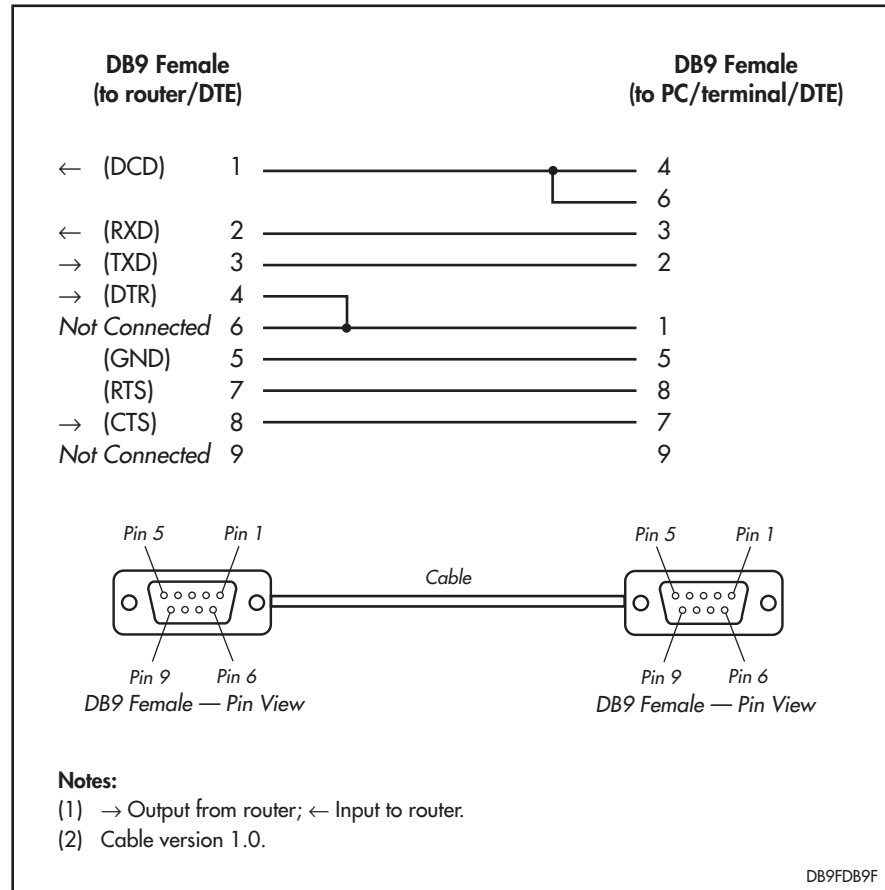 DB9 Female DB9 Female
(to router/DTE) (to PC/terminal/DTE)
← (DCD) 1 4
6
← (RXD) 2 3
→ (TXD) 3 2
→ (DTR) 4
Not Connected 6 1
(GND) 5 5
(RTS) 7 8
→ (CTS) 8 7
Not Connected 9 9
Pin 5 Pin 1 Pin 5 Pin 1
Cable
Pin 9 Pin 6 Pin 9 Pin 6
DB9 Female — Pin View DB9 Female — Pin View
Notes:
(1) → Output from router; ← Input to router.
(2) Cable version 1.0.
DB9FDB9F